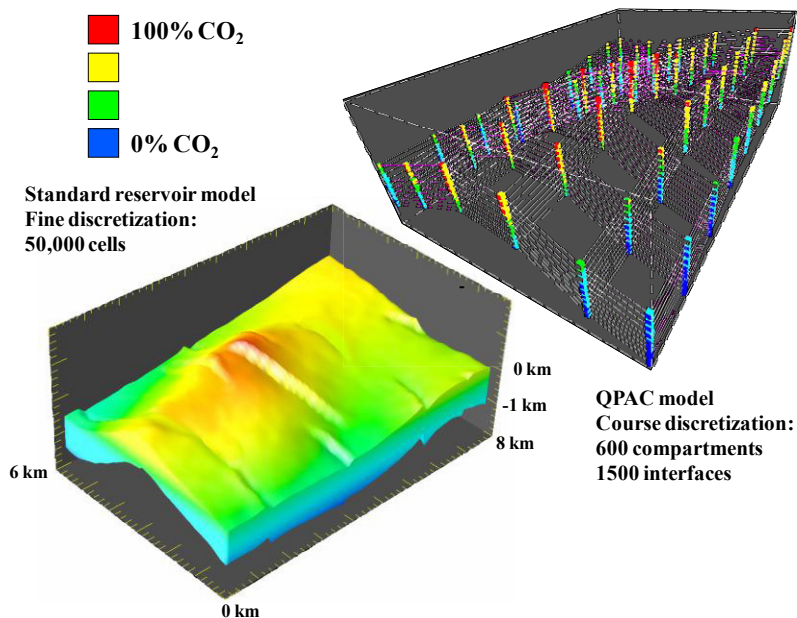 100% CO₂
0% CO₂
Standard reservoir model
Fine discretization:
50,000 cells
0 km
-1 km
8 km
6 km
0 km
QPAC model
Course discretization:
600 compartments
1500 interfaces